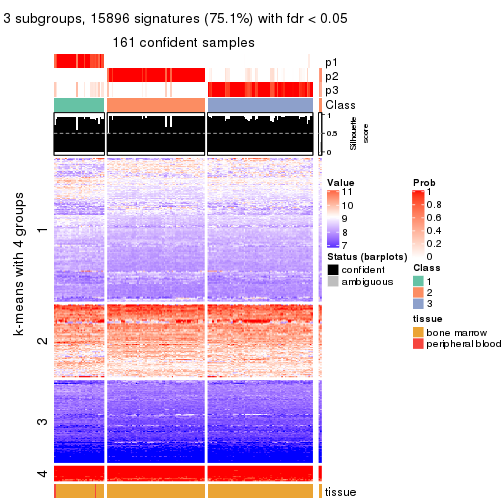 3 subgroups, 15896 signatures (75.1%) with fdr < 0.05
161 confident samples
p1
p2
p3
Class
1
0.5
0
Silhouette
score
k-means with 4 groups
1
2
3
4
tissue
Value
11
10
9
8
7
Status (barplots)
confident
ambiguous
Prob
1
0.8
0.6
0.4
0.2
0
Class
1
2
3
tissue
bone marrow
peripheral blood